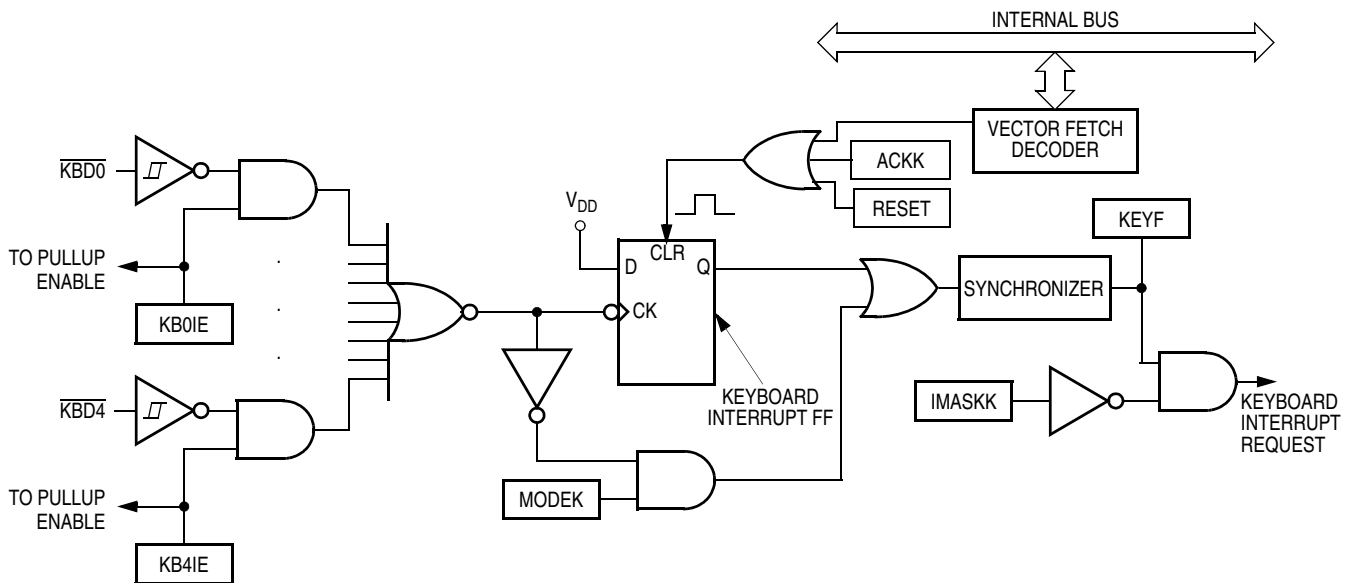 INTERNAL BUS
VECTOR FETCH
DECODER
ACKK
RESET
KBD0
VDD
KEYF
CLR
D
Q
TO PULLUP
ENABLE
SYNCHRONIZER
CK
KB0IE
KEYBOARD
INTERRUPT FF
IMASKK
KBD4
KEYBOARD
INTERRUPT
REQUEST
MODEK
TO PULLUP
ENABLE
KB4IE